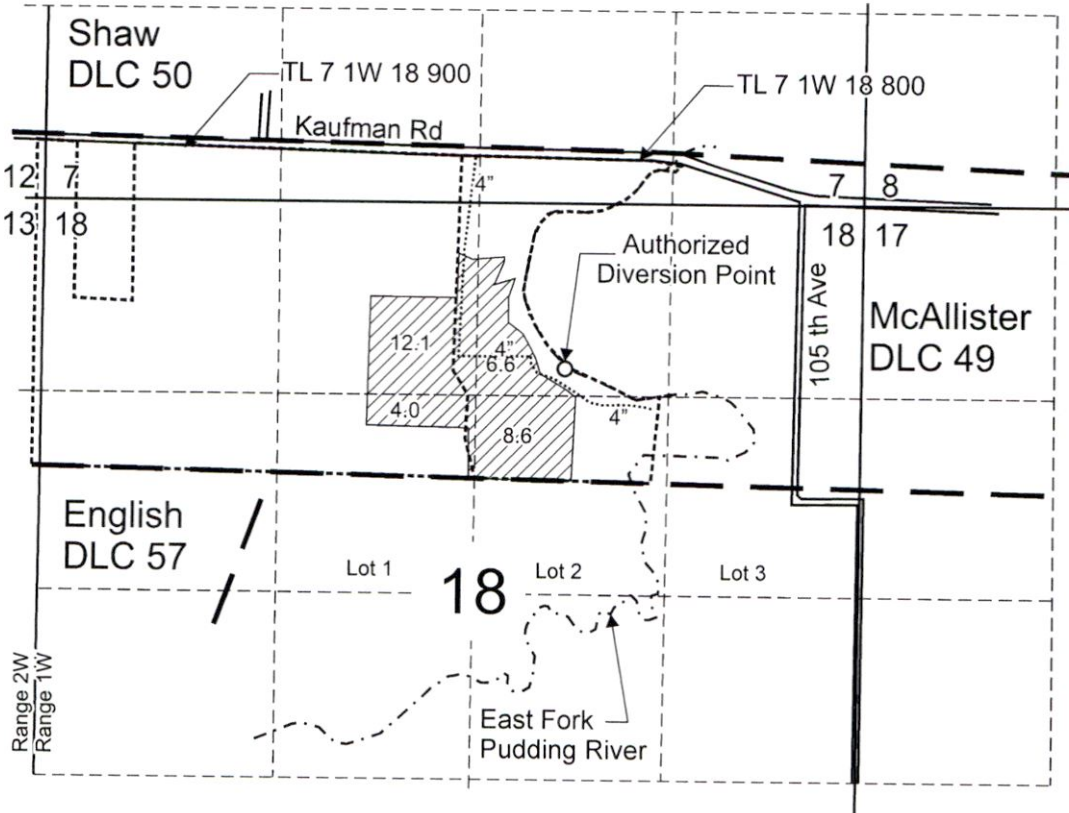 Shaw
DLC 50
TL 7 1W 18 900
TL 7 1W 18 800
Kaufman Rd
12 7
4"
7 8
13 18
18 17
Authorized
Diversion Point
105 th Ave
McAllister
DLC 49
12.1
4"
6.6
4.0
4"
8.6
English
DLC 57
Lot 1
18
Lot 2
Lot 3
Range 2W
Range 1W
East Fork
Pudding River